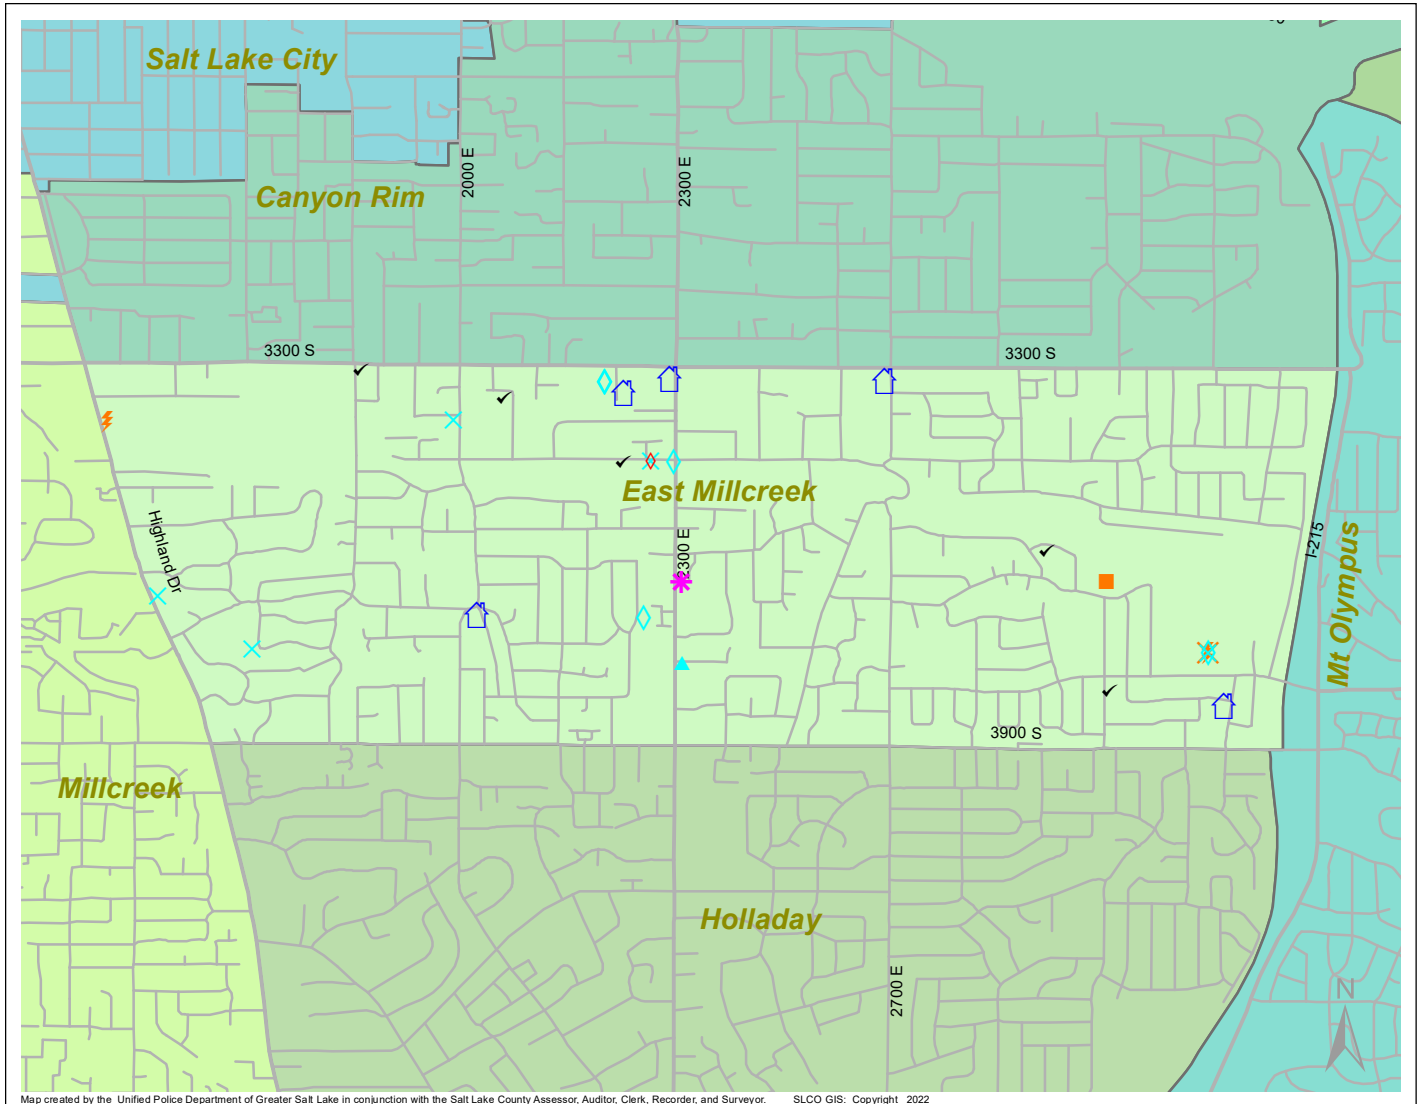 Salt Lake City
Canyon Rim
2000 E
2300 E
3300 S
3300 S
East Millcreek
Highland Dr
2300 E
I-215
Mt Olympus
3900 S
Millcreek
Holladay
2700 E
N
Map created by the Unified Police Department of Greater Salt Lake in conjunction with the Salt Lake County Assessor, Auditor, Clerk, Recorder, and Surveyor. SLCO GIS: Copyright 2022